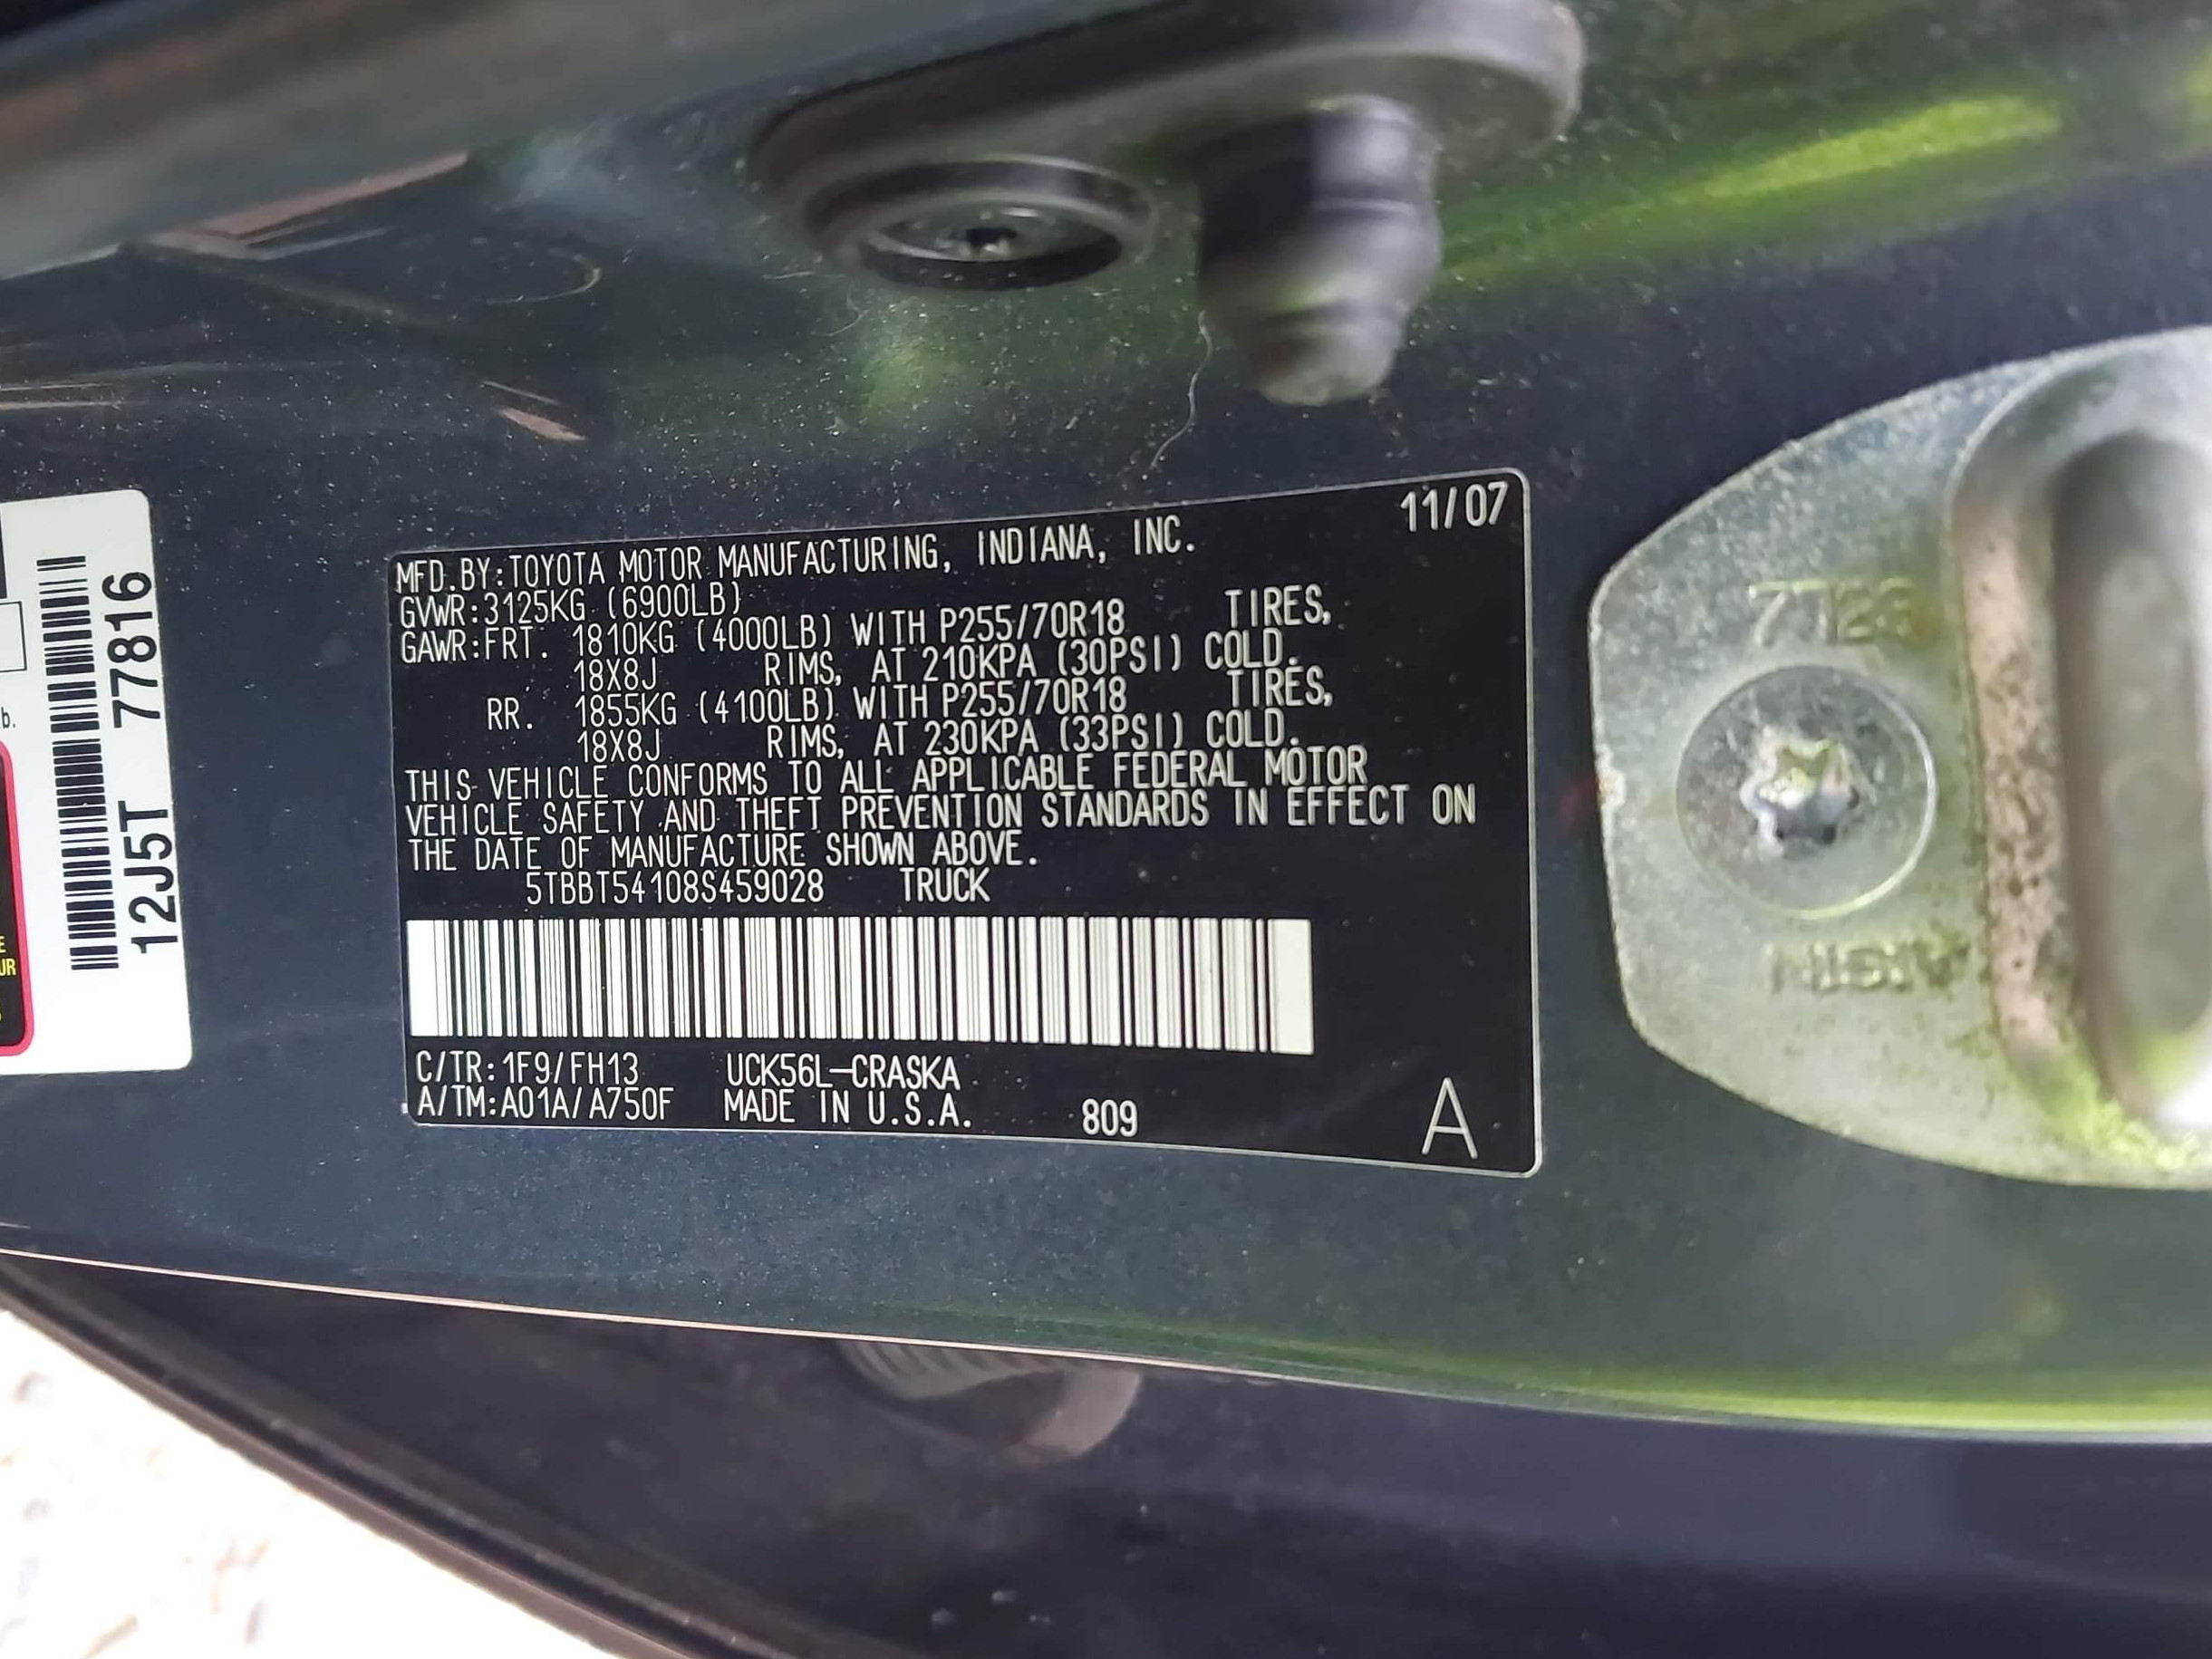 11/07
MFD.BY:TOYOTA MOTOR MANUFACTURING, INDIANA, INC.
GVWR:3125KG (6900LB)
GAWR:FRT. 1810KG (4000LB) WITH P255/70R18 TIRES,
18X8J RIMS, AT 210KPA (30PSI) COLD.
RR. 1855KG (4100LB) WITH P255/70R18 TIRES,
18X8J RIMS, AT 230KPA (33PSI) COLD.
THIS VEHICLE CONFORMS TO ALL APPLICABLE FEDERAL MOTOR
VEHICLE SAFETY AND THEFT PREVENTION STANDARDS IN EFFECT ON
THE DATE OF MANUFACTURE SHOWN ABOVE.
5TBBT54108S459028 TRUCK
C/TR:1F9/FH13 UCK56L-CRASKA
A/TM:A01A/A750F MADE IN U.S.A. 809
A
12J5T 77816
b.
E
UR
AISIN